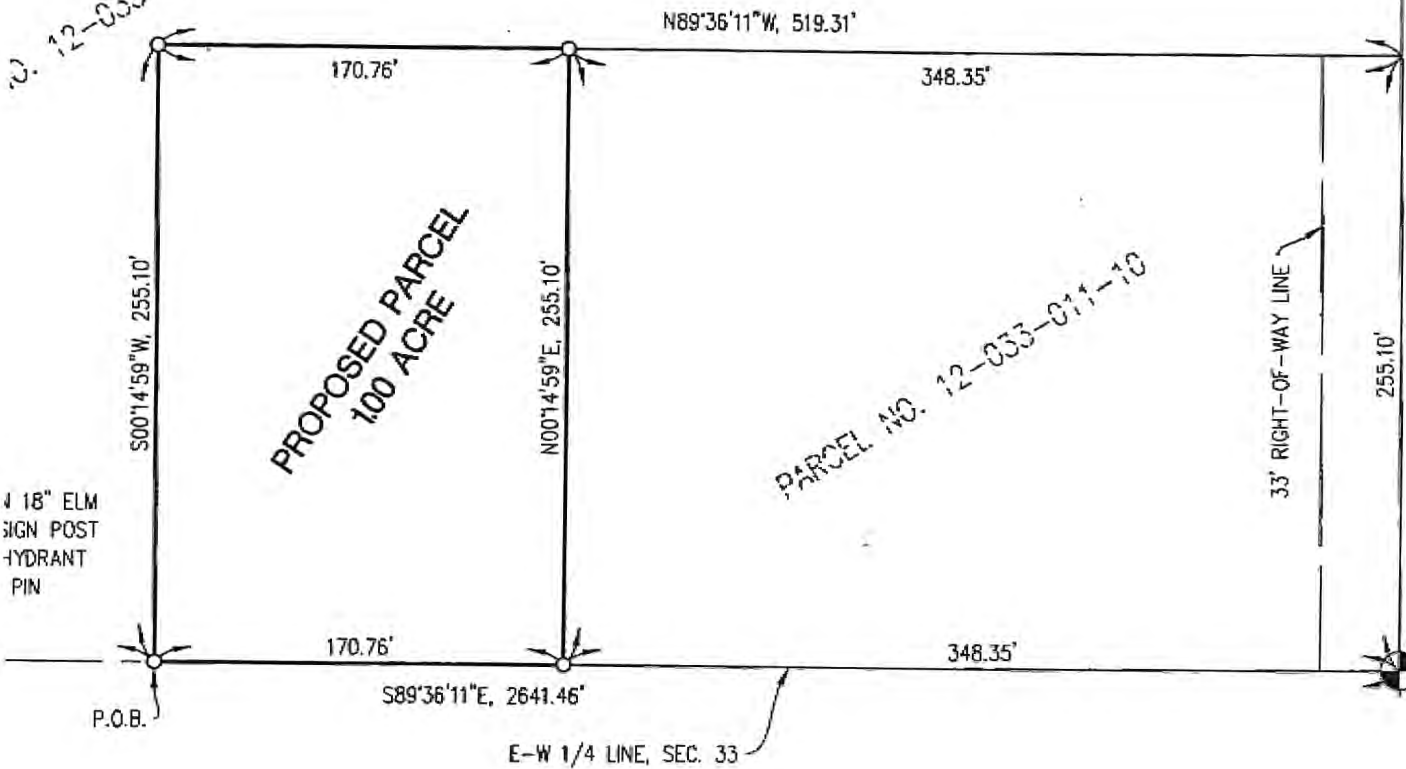 12-033
N89°36'11"W, 519.31'
170.76'
348.35'
S00°14'59"W, 255.10'
PROPOSED PARCEL
1.00 ACRE
N00°14'59"E, 255.10'
PARCEL NO. 12-033-011-10
33' RIGHT-OF-WAY LINE
255.10'
18" ELM
SIGN POST
HYDRANT
PIN
170.76'
348.35'
S89°36'11"E, 2641.46'
P.O.B.
E-W 1/4 LINE, SEC. 33